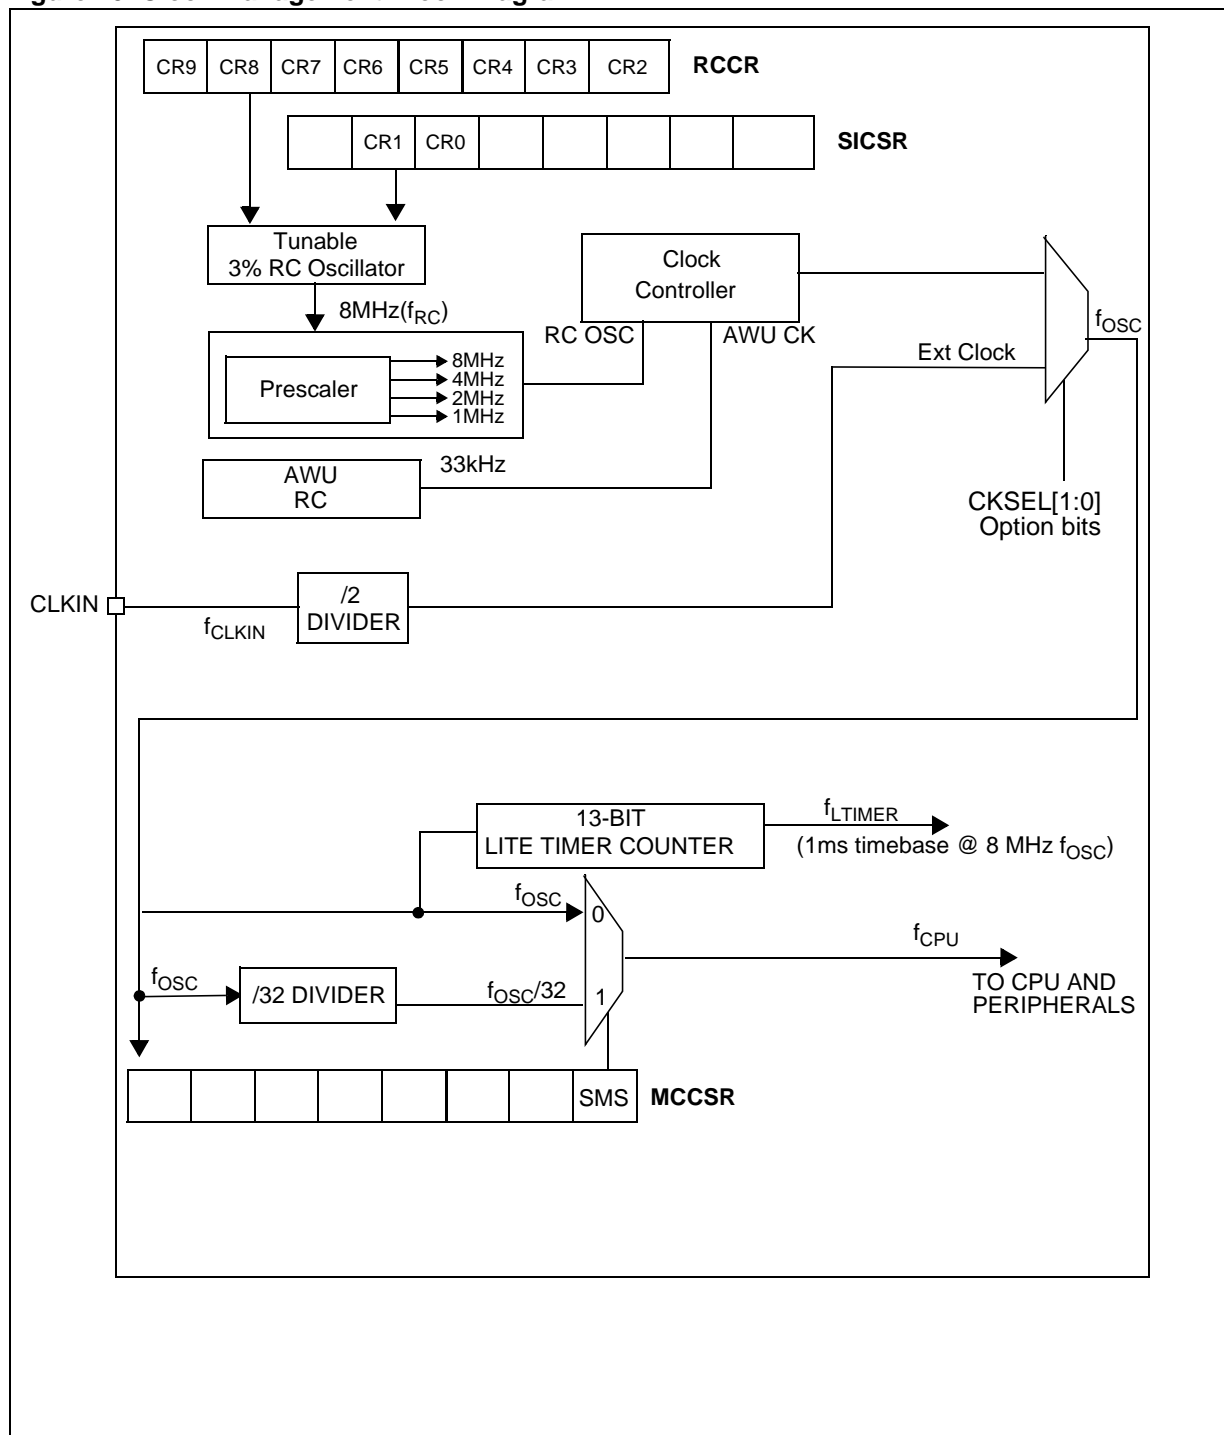 CR9 CR8 CR7 CR6 CR5 CR4 CR3 CR2 RCCR
CR1 CR0 SICSR
Tunable
3% RC Oscillator
8MHz(fRC)
Prescaler
8MHz
4MHz
2MHz
1MHz
Clock
Controller
RC OSC
AWU CK
fOSC
Ext Clock
AWU
RC
33kHz
CKSEL[1:0]
Option bits
CLKIN
fCLKIN
/2
DIVIDER
13-BIT
LITE TIMER COUNTER
fLTIMER
(1ms timebase @ 8 MHz fOSC)
fOSC
0
fCPU
TO CPU AND
PERIPHERALS
fOSC
/32 DIVIDER
fOSC/32
1
SMS MCCSR